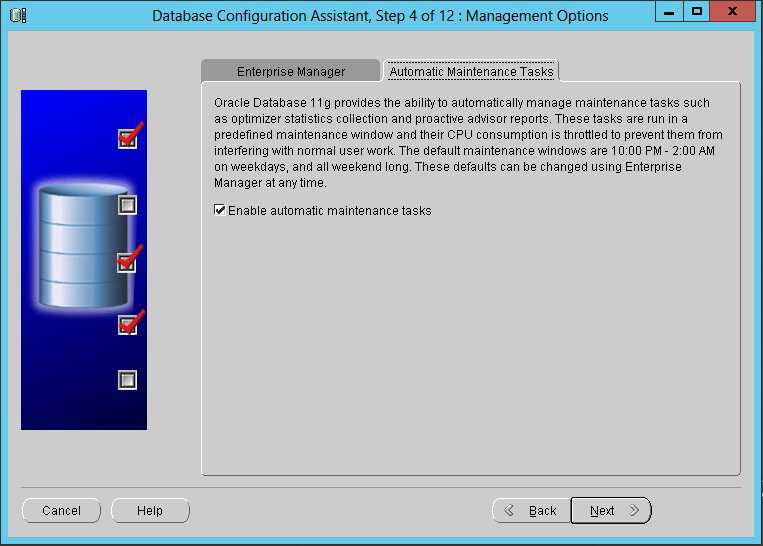 Database Configuration Assistant, Step 4 of 12 : Management Options
Enterprise Manager
Automatic Maintenance Tasks
Oracle Database 11g provides the ability to automatically manage maintenance tasks such
as optimizer statistics collection and proactive advisor reports. These tasks are run in a
predefined maintenance window and their CPU consumption is throttled to prevent them from
interfering with normal user work. The default maintenance windows are 10:00 PM - 2:00 AM
on weekdays, and all weekend long. These defaults can be changed using Enterprise
Manager at any time.
Enable automatic maintenance tasks
Cancel
Help
Back
Next